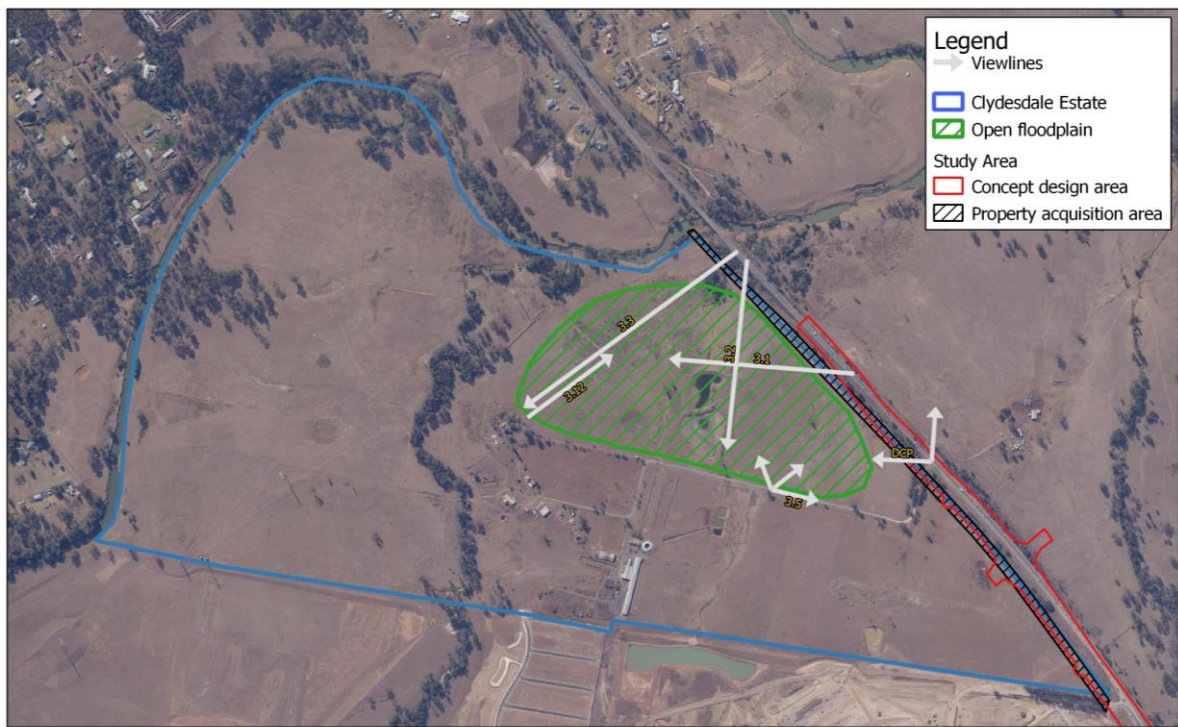 Legend
Viewlines
Clydesdale Estate
Open floodplain
Study Area
Concept design area
Property acquisition area
3.3
3.2
3.1
3.12
DCP
3.5